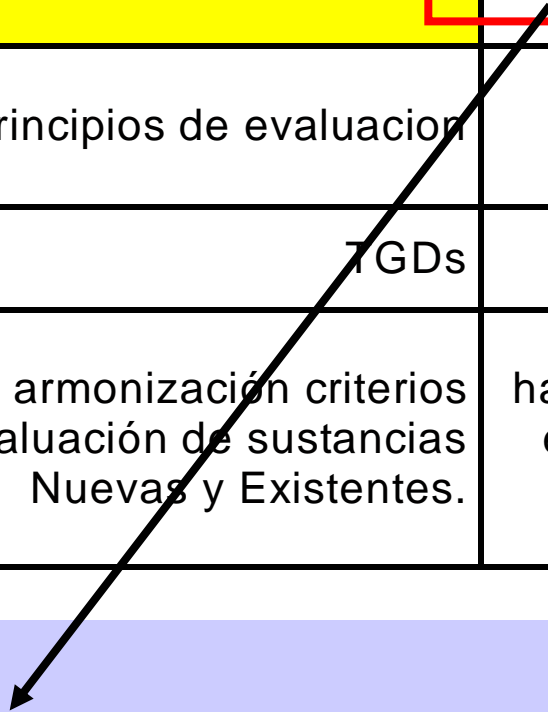 rincipios de evaluacion
TGDs
armonización criterios
aluación de sustancias
Nuevas y Existentes.
ha